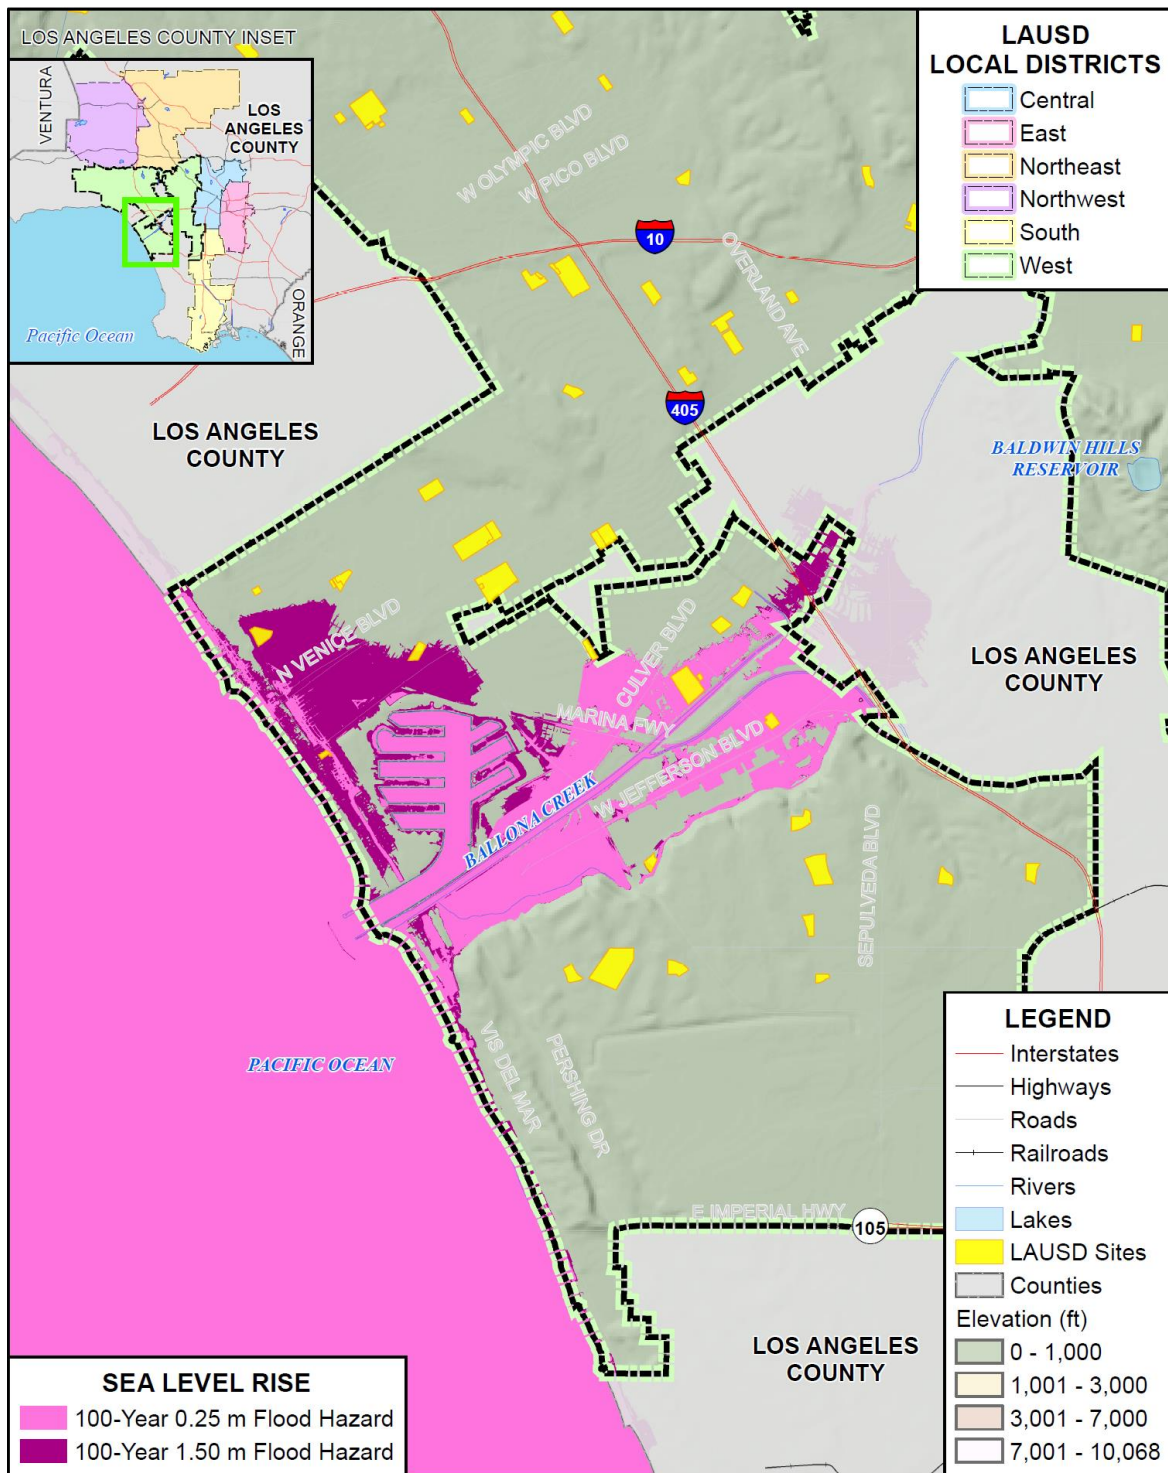 LOS ANGELES COUNTY INSET
VENTURA
LOS
ANGELES
COUNTY
ORANGE
Pacific Ocean
LAUSD
LOCAL DISTRICTS
Central
East
Northeast
Northwest
South
West
W OLYMPIC BLVD
W PICO BLVD
10
OVERLAND AVE
405
LOS ANGELES
COUNTY
BALDWIN HILLS
RESERVOIR
N VENICE BLVD
CULVER BLVD
MARINA FWY
W JEFFERSON BLVD
BALLONA CREEK
LOS ANGELES
COUNTY
SEPULVEDA BLVD
PACIFIC OCEAN
VIS DEL MAR
PERSHING DR
E IMPERIAL HWY
105
LOS ANGELES
COUNTY
LEGEND
Interstates
Highways
Roads
Railroads
Rivers
Lakes
LAUSD Sites
Counties
Elevation (ft)
0 - 1,000
1,001 - 3,000
3,001 - 7,000
7,001 - 10,068
SEA LEVEL RISE
100-Year 0.25 m Flood Hazard
100-Year 1.50 m Flood Hazard